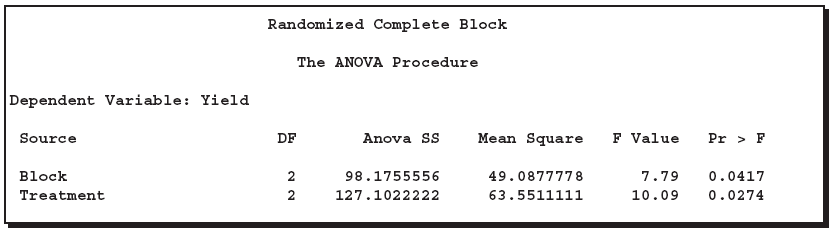 Randomized Complete Block
The ANOVA Procedure
Dependent Variable: Yield
Source DF Anova SS Mean Square F Value Pr > F
Block 2 98.1755556 49.0877778 7.79 0.0417
Treatment 2 127.1022222 63.5511111 10.09 0.0274